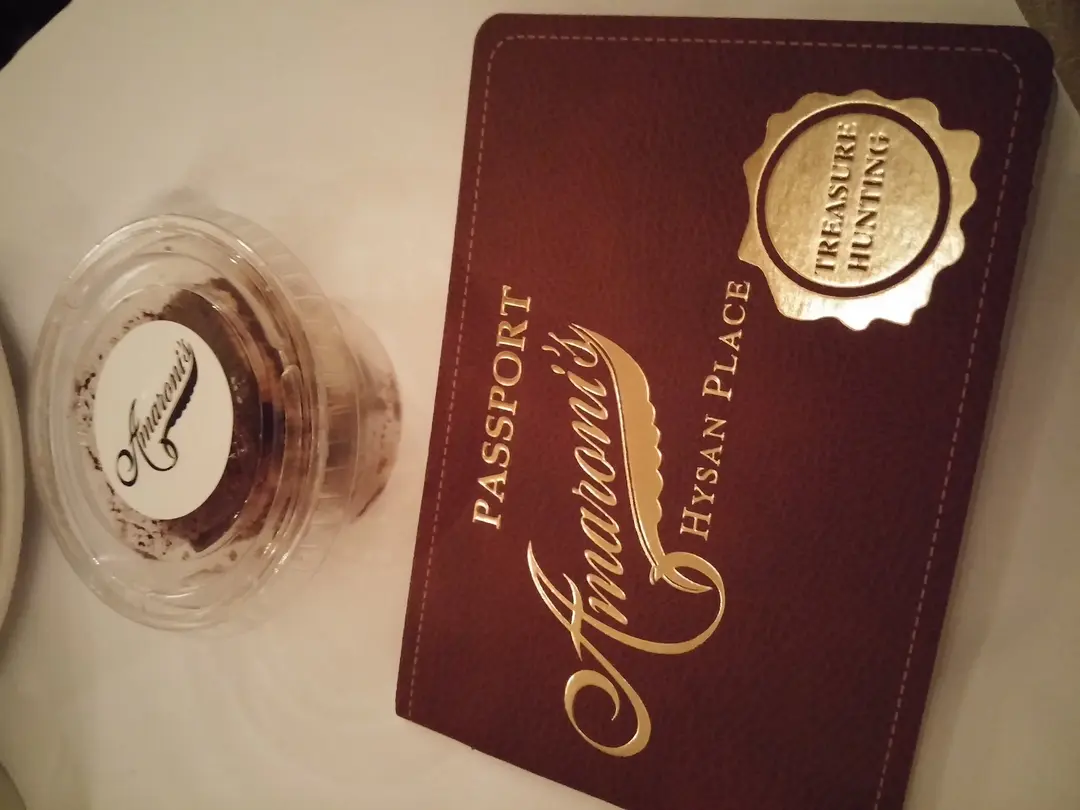 PASSPORT
Amaroni's
HYSAN PLACE
TREASURE
HUNTING
Amaroni's